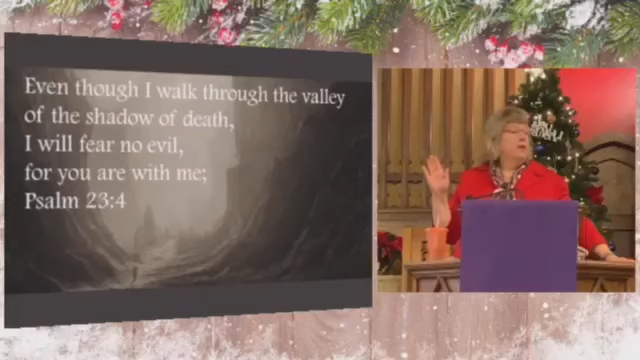 Even though I walk through the valley
of the shadow of death,
I will fear no evil,
for you are with me;
Psalm 23:4